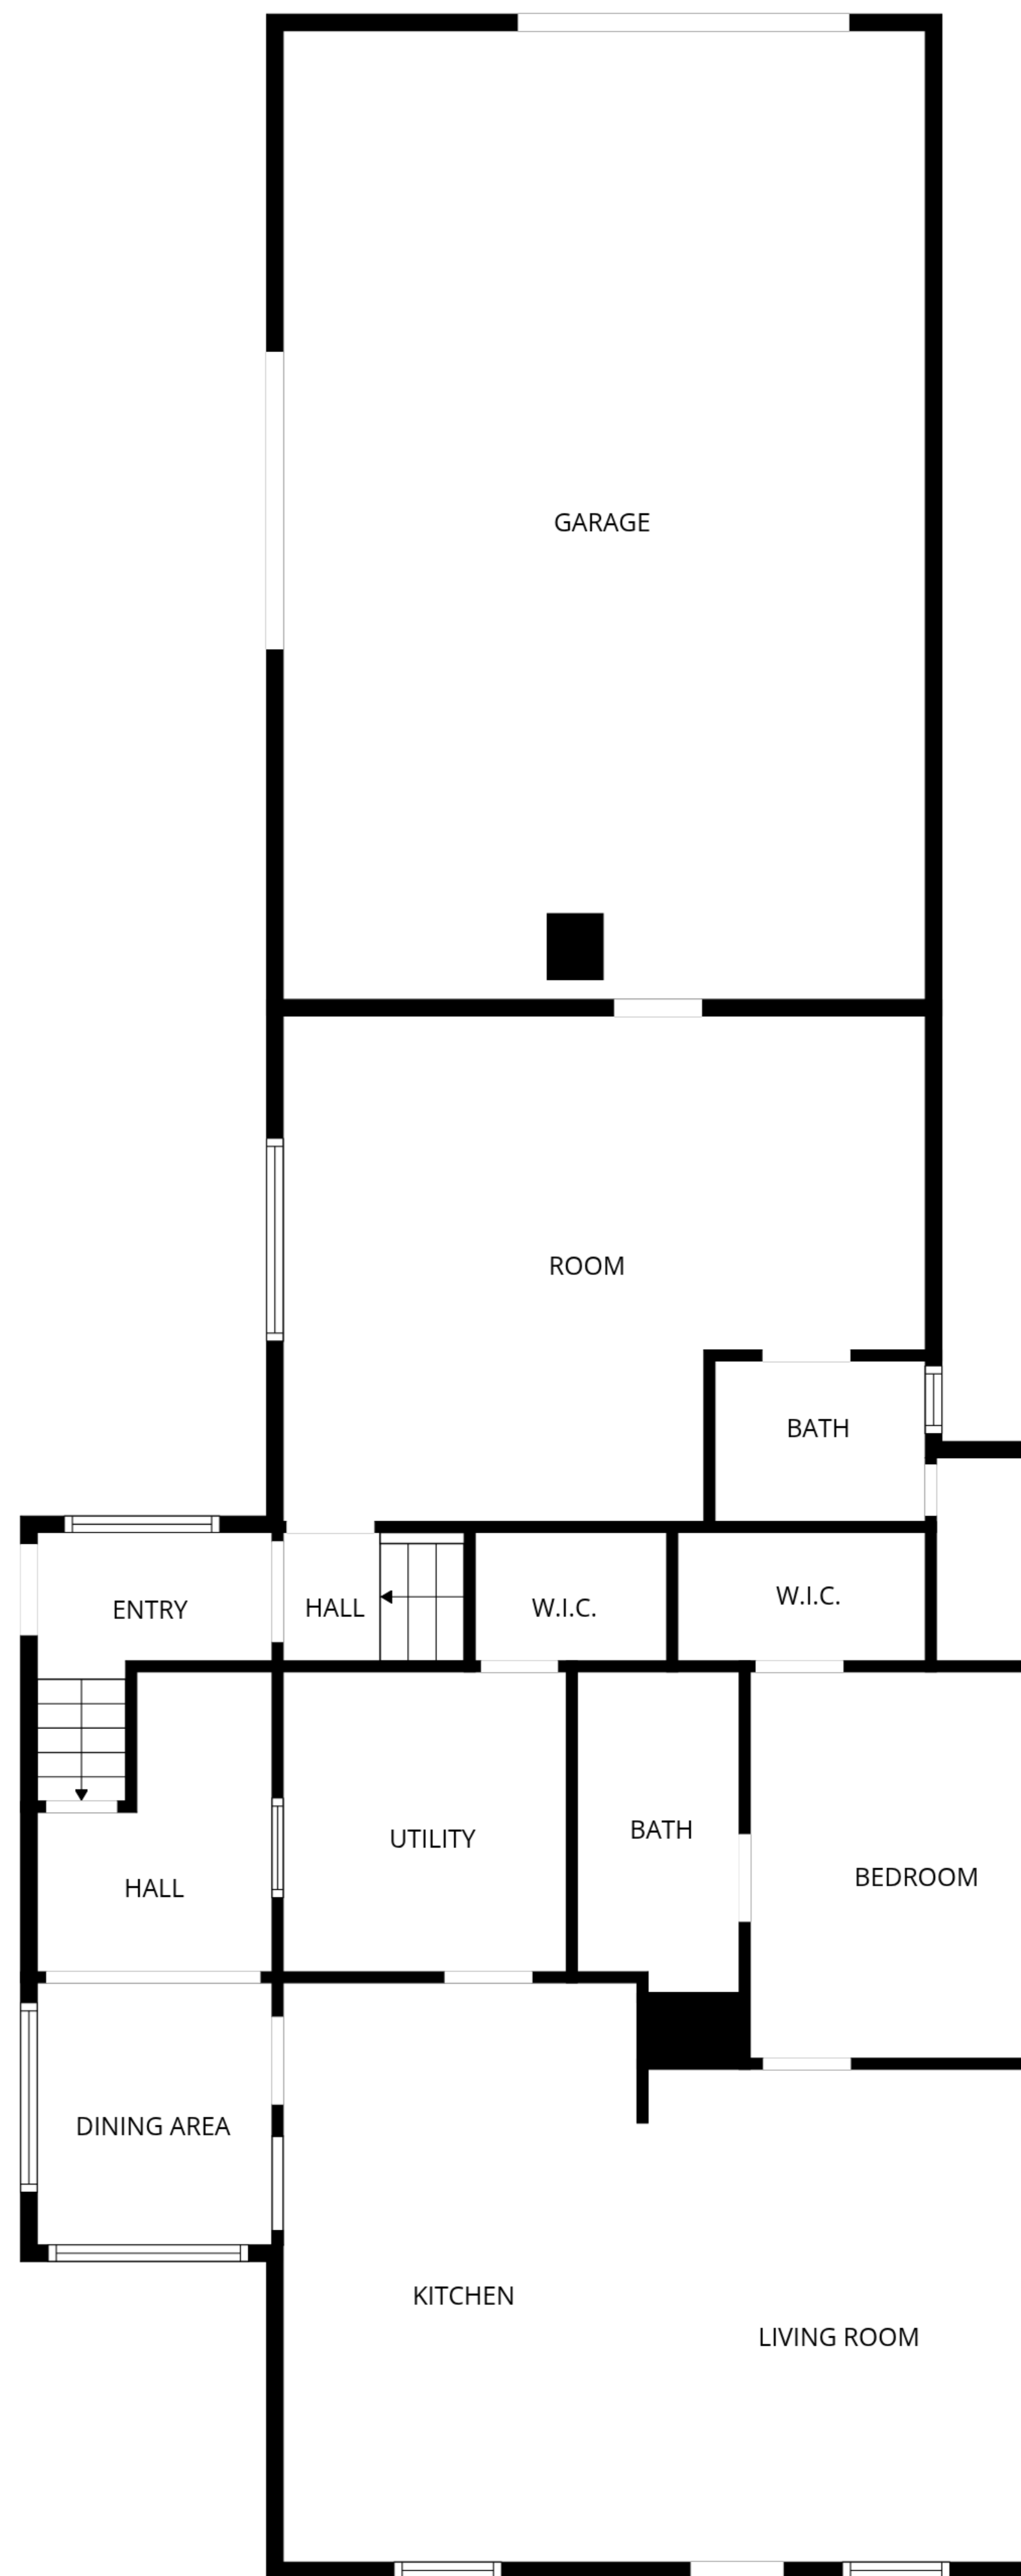 GARAGE
ROOM
BATH
ENTRY
HALL
W.I.C.
W.I.C.
UTILITY
BATH
BEDROOM
HALL
DINING AREA
KITCHEN
LIVING ROOM